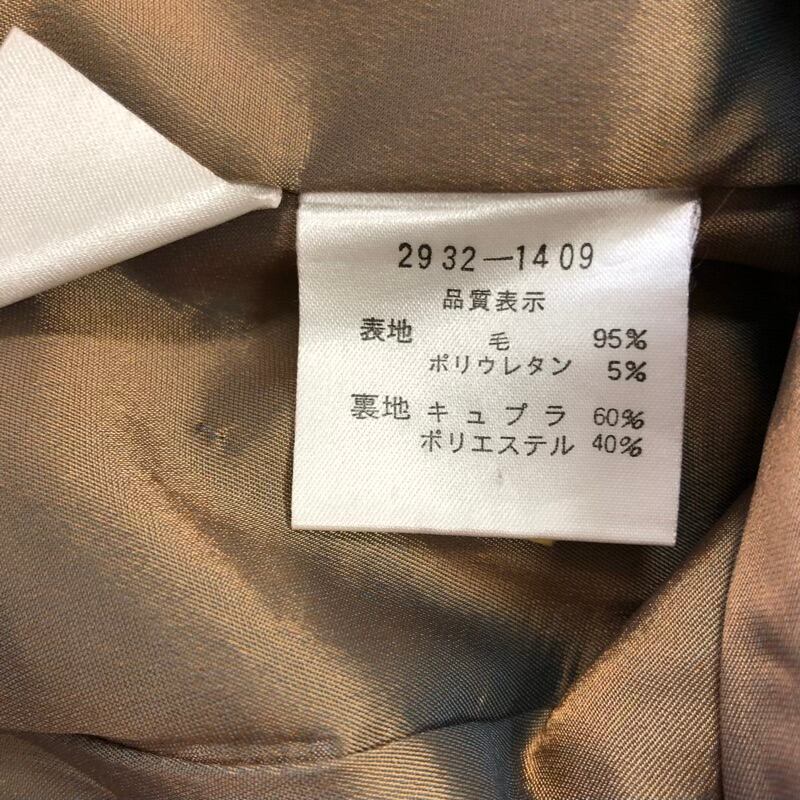 2932-1409
品質表示
表地 毛 95%
ポリウレタン 5%
裏地 キュプラ 60%
ポリエステル 40%